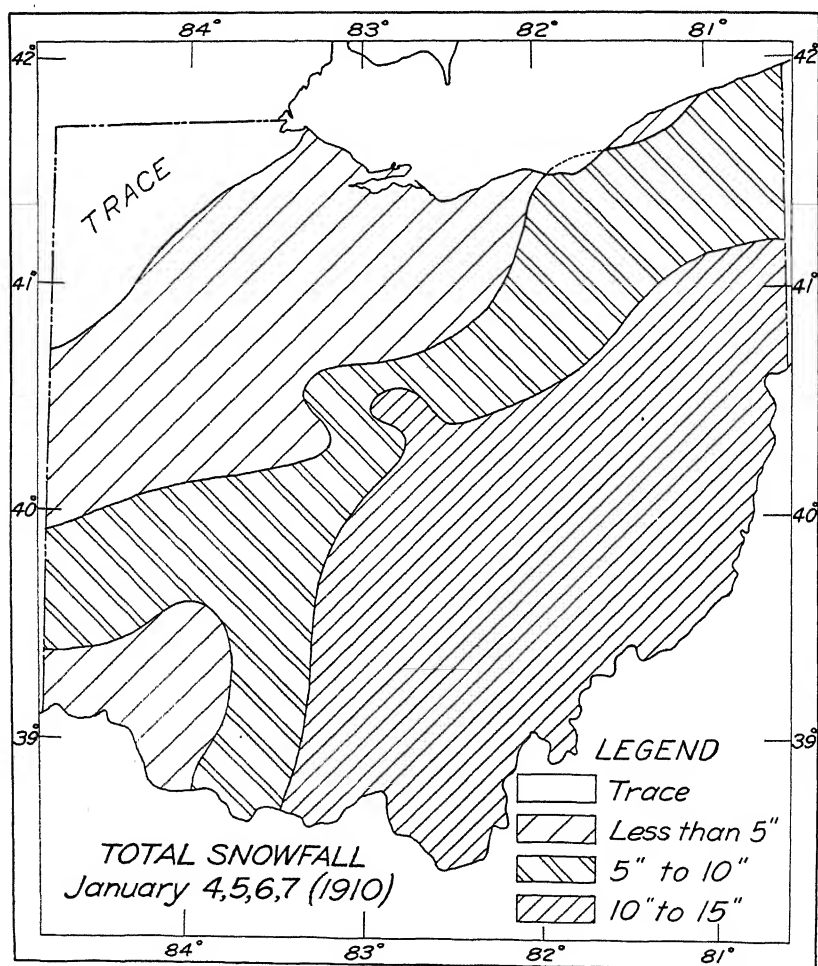 84° 83° 82° 81°
42° 42°
TRACE
41° 41°
40° 40°
39° 39°
LEGEND
Trace
Less than 5"
5" to 10"
10" to 15"
TOTAL SNOWFALL
January 4,5,6,7 (1910)
84° 83° 82° 81°